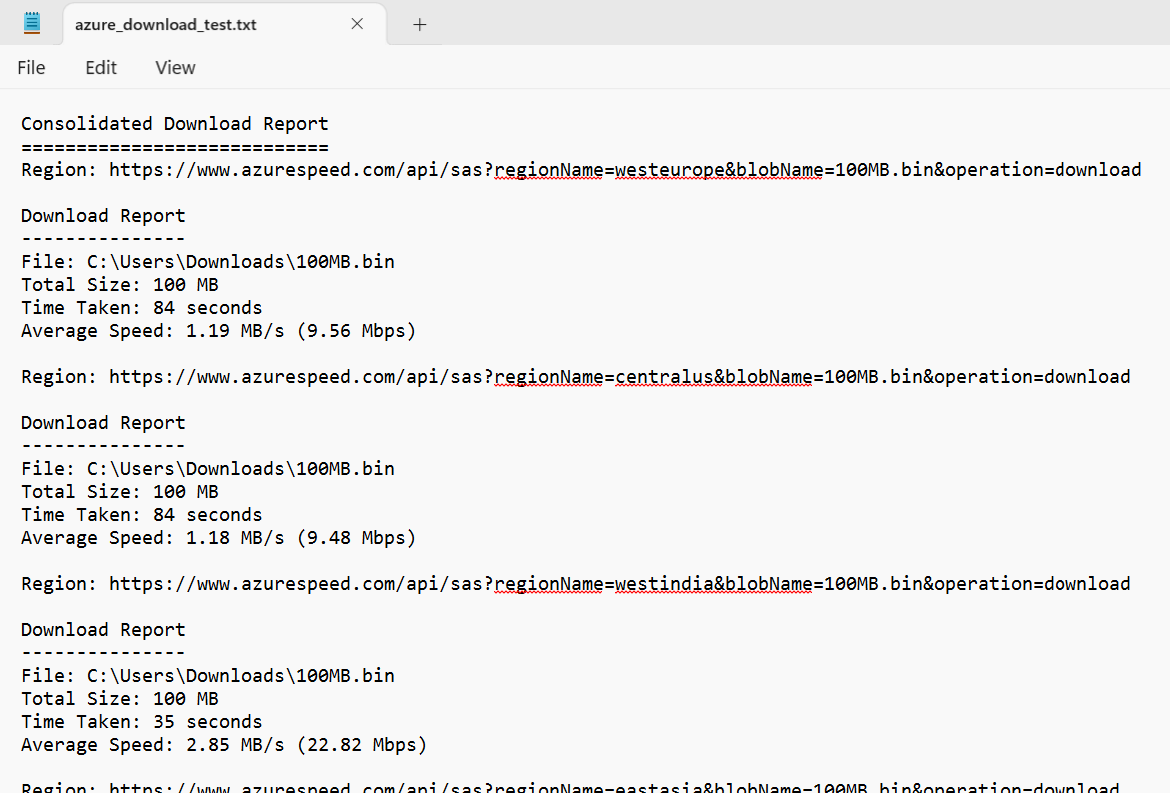 azure_download_test.txt
File Edit View
Consolidated Download Report
============================
Region: https://www.azurespeed.com/api/sas?regionName=westeurope&blobName=100MB.bin&operation=download
Download Report
---------------
File: C:\Users\Downloads\100MB.bin
Total Size: 100 MB
Time Taken: 84 seconds
Average Speed: 1.19 MB/s (9.56 Mbps)
Region: https://www.azurespeed.com/api/sas?regionName=centralus&blobName=100MB.bin&operation=download
Download Report
---------------
File: C:\Users\Downloads\100MB.bin
Total Size: 100 MB
Time Taken: 84 seconds
Average Speed: 1.18 MB/s (9.48 Mbps)
Region: https://www.azurespeed.com/api/sas?regionName=westindia&blobName=100MB.bin&operation=download
Download Report
---------------
File: C:\Users\Downloads\100MB.bin
Total Size: 100 MB
Time Taken: 35 seconds
Average Speed: 2.85 MB/s (22.82 Mbps)
Region: https://www.azurespeed.com/api/sas?regionName=eastasia&blobName=100MB.bin&operation=download